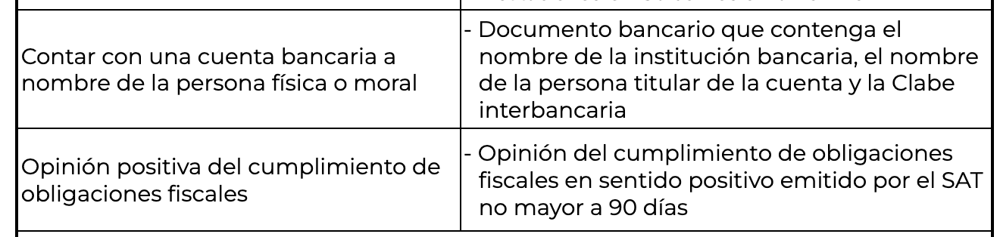 Contar con una cuenta bancaria a
nombre de la persona física o moral
- Documento bancario que contenga el
nombre de la institución bancaria, el nombre
de la persona titular de la cuenta y la Clabe
interbancaria
Opinión positiva del cumplimiento de
obligaciones fiscales
- Opinión del cumplimiento de obligaciones
fiscales en sentido positivo emitido por el SAT
no mayor a 90 días